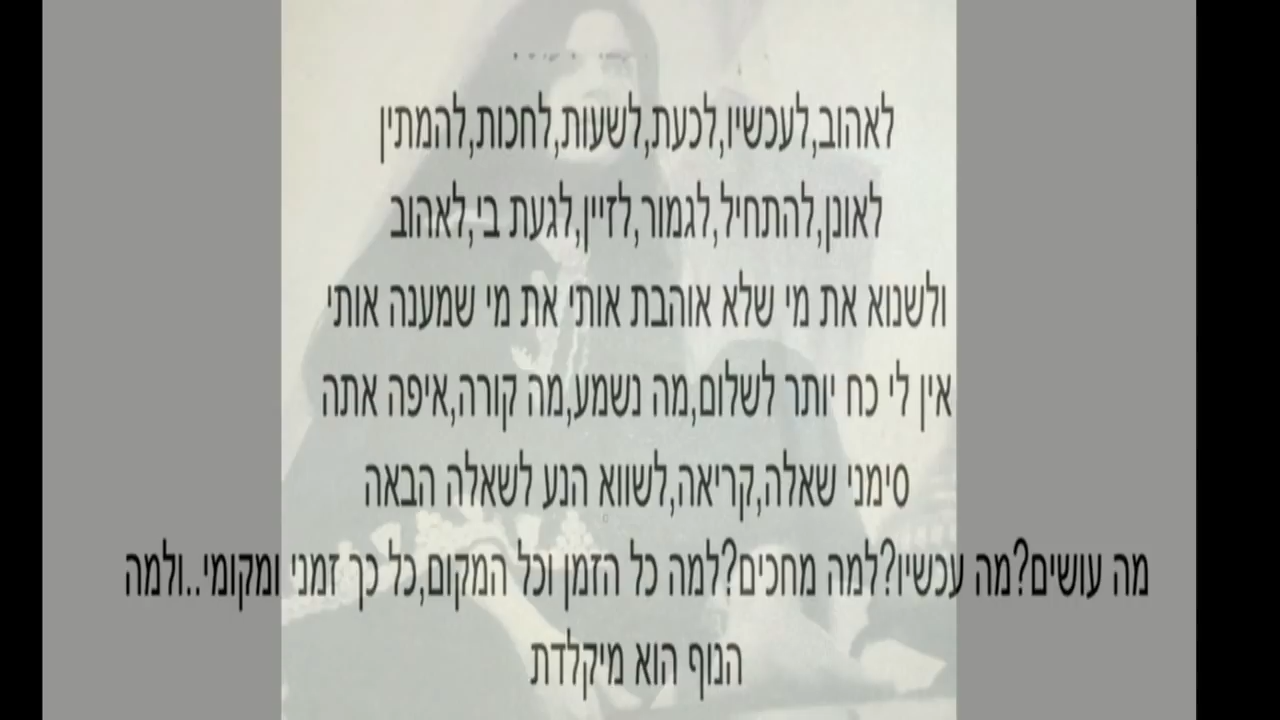 לאהוב,לעכשיו,לכעת,לשעות,לחכות,להמתין
לאונן,להתחיל,לגמור,לזיין,לגעת בי,לאהוב
ולשנוא את מי שלא אוהבת אותי את מי שמענה אותי
אין לי כח יותר לשלום,מה נשמע,מה קורה,איפה אתה
סימני שאלה,קריאה,לשווא הנע לשאלה הבאה
מה עושים?מה עכשיו?למה מחכים?למה כל הזמן וכל המקום,כל כך זמני ומקומי..ולמה
הנוף הוא מיקלדת